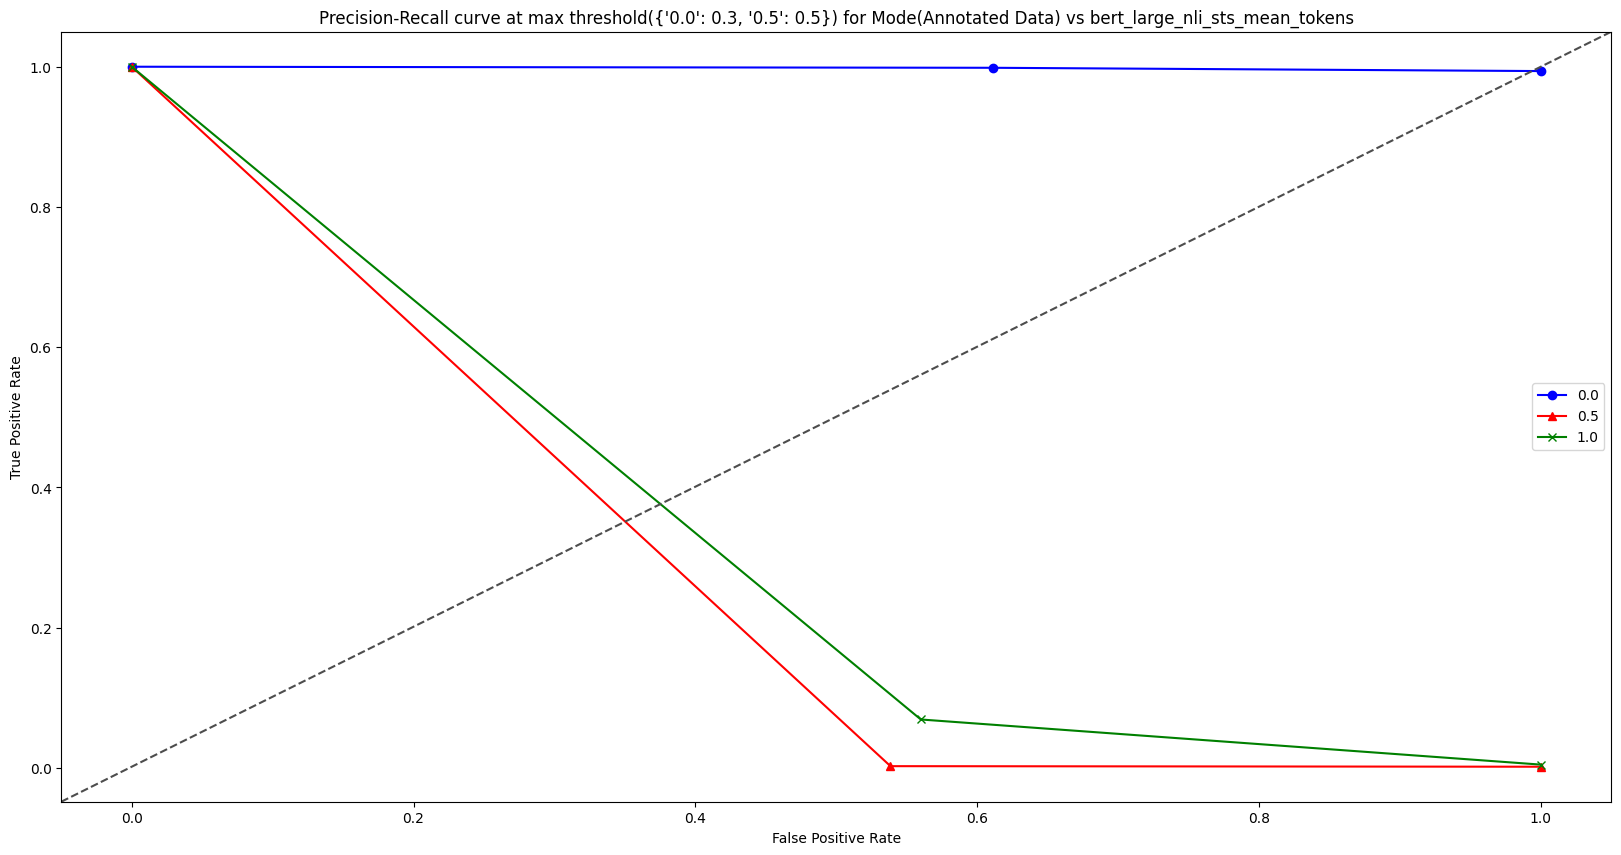 Precision-Recall curve at max threshold({'0.0': 0.3, '0.5': 0.5}) for Mode(Annotated Data) vs bert_large_nli_sts_mean_tokens
True Positive Rate
1.0
0.8
0.6
0.4
0.2
0.0
0.0
0.5
1.0
0.0 0.2 0.4 0.6 0.8 1.0
False Positive Rate